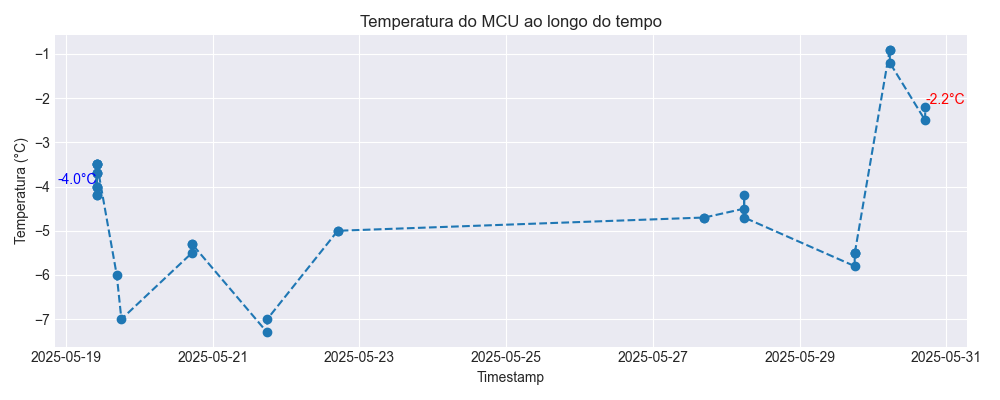 Temperatura do MCU ao longo do tempo
Temperatura (°C)
−1
−2
−3
−4
−5
−6
−7
-4.0°C
-2.2°C
2025-05-19
2025-05-21
2025-05-23
2025-05-25
2025-05-27
2025-05-29
2025-05-31
Timestamp